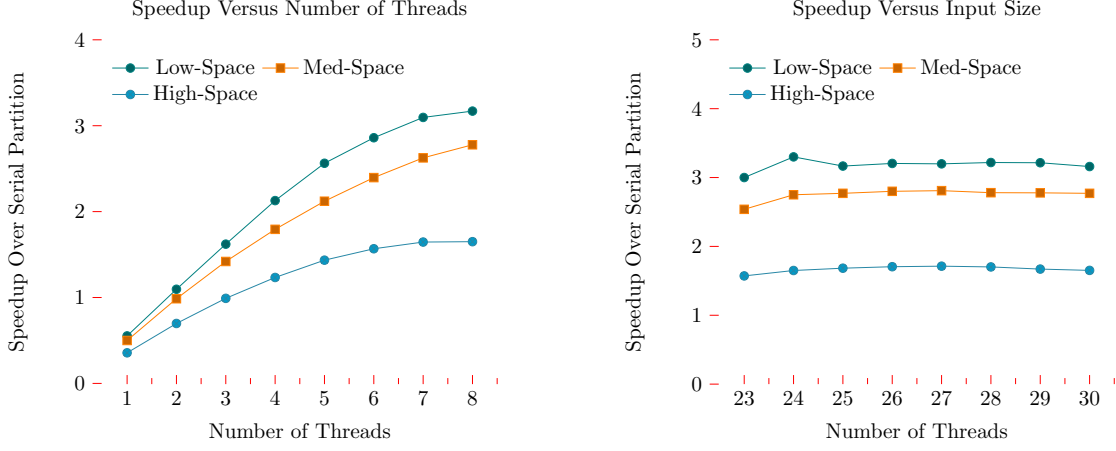 Speedup Versus Number of Threads
4
3
2
1
0
Speedup Over Serial Partition
Low-Space Med-Space
High-Space
1 2 3 4 5 6 7 8
Number of Threads
Speedup Versus Input Size
5
4
3
2
1
0
Speedup Over Serial Partition
Low-Space Med-Space
High-Space
23 24 25 26 27 28 29 30
Number of Threads